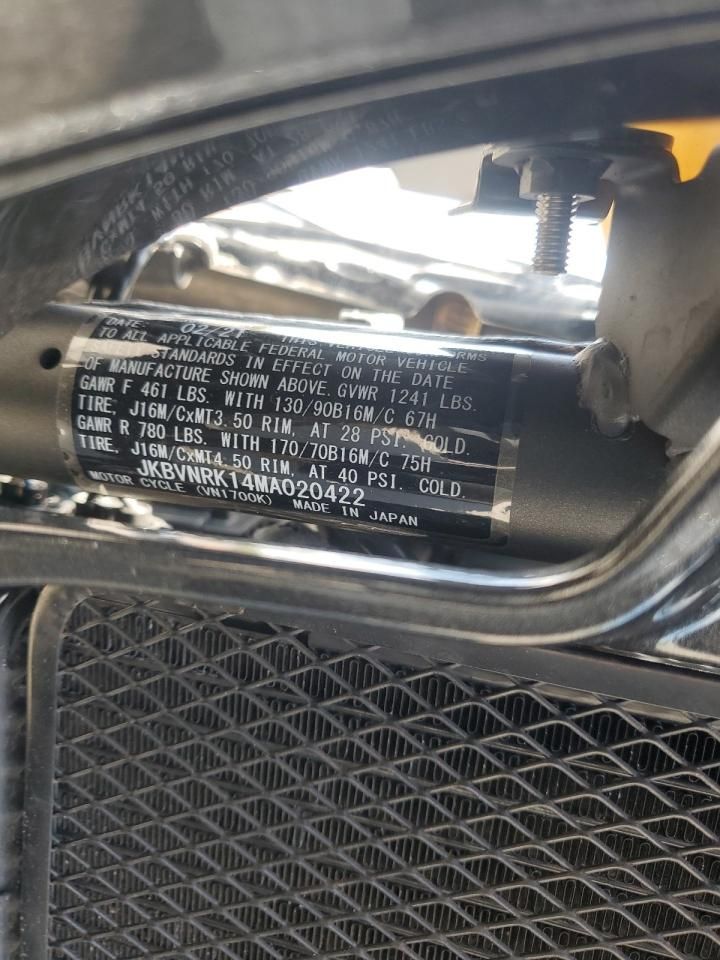 DATE: 02/21 THIS
TO ALL APPLICABLE FEDERAL MOTOR VEHICLE
STANDARDS IN EFFECT ON THE DATE
OF MANUFACTURE SHOWN ABOVE. GVWR 1241 LBS.
GAWR F 461 LBS. WITH 130/90B16M/C 67H
TIRE, J16M/CxMT3.50 RIM, AT 28 PSI. COLD.
GAWR R 780 LBS. WITH 170/70B16M/C 75H
TIRE, J16M/CxMT4.50 RIM, AT 40 PSI. COLD.
JKBVNRK14MA020422
MOTOR CYCLE (VN1700K) MADE IN JAPAN